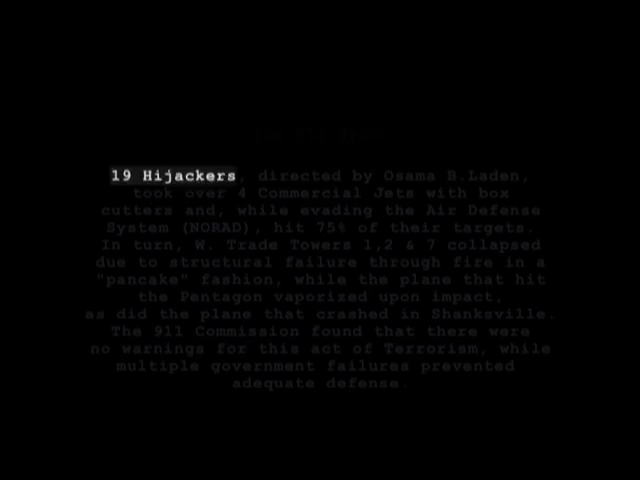 19 Hijackers, directed by Osama B.Laden,
took over 4 Commercial Jets with box
cutters and, while evading the Air Defense
System (NORAD), hit 75% of their targets.
In turn, W. Trade Towers 1,2 & 7 collapsed
due to structural failure through fire in a
"pancake" fashion, while the plane that hit
the Pentagon vaporized upon impact,
as did the plane that crashed in Shanksville.
The 911 Commission found that there were
no warnings for this act of Terrorism, while
multiple government failures prevented
adequate defense.